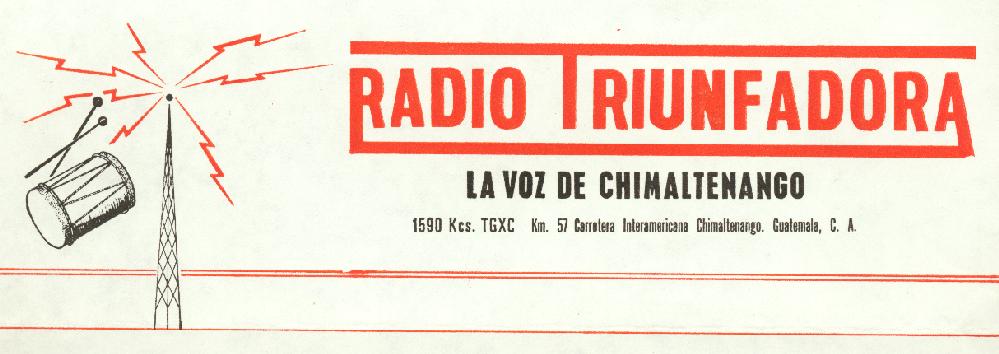 RADIO TRIUNFADORA
LA VOZ DE CHIMALTENANGO
1590 Kcs. TGXC Km. 57 Carretera Interamericana Chimaltenango. Guatemala, C. A.